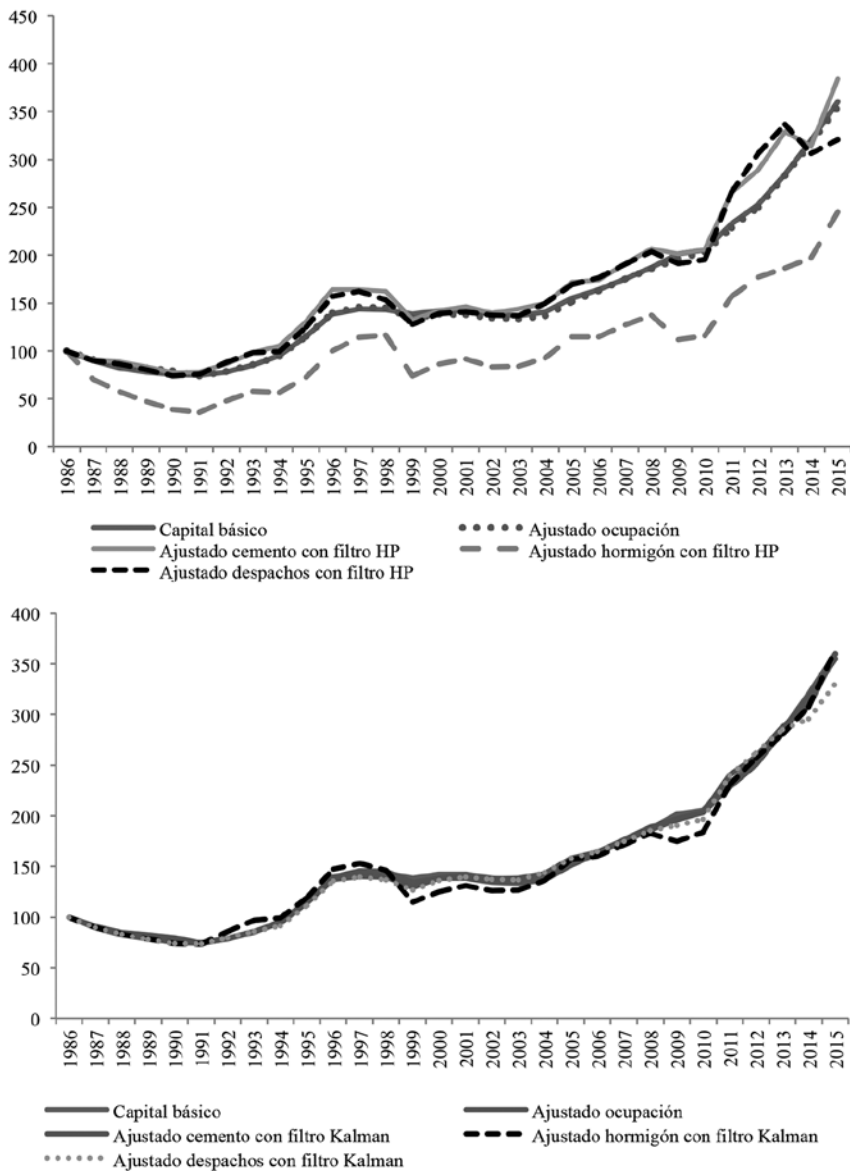 450
400
350
300
250
200
150
100
50
0
1986 1987 1988 1989 1990 1991 1992 1993 1994 1995 1996 1997 1998 1999 2000 2001 2002 2003 2004 2005 2006 2007 2008 2009 2010 2011 2012 2013 2014 2015
Capital básico Ajustado ocupación
Ajustado cemento con filtro HP Ajustado hormigón con filtro HP
Ajustado despachos con filtro HP
400
350
300
250
200
150
100
50
0
1986 1987 1988 1989 1990 1991 1992 1993 1994 1995 1996 1997 1998 1999 2000 2001 2002 2003 2004 2005 2006 2007 2008 2009 2010 2011 2012 2013 2014 2015
Capital básico Ajustado ocupación
Ajustado cemento con filtro Kalman Ajustado hormigón con filtro Kalman
Ajustado despachos con filtro Kalman